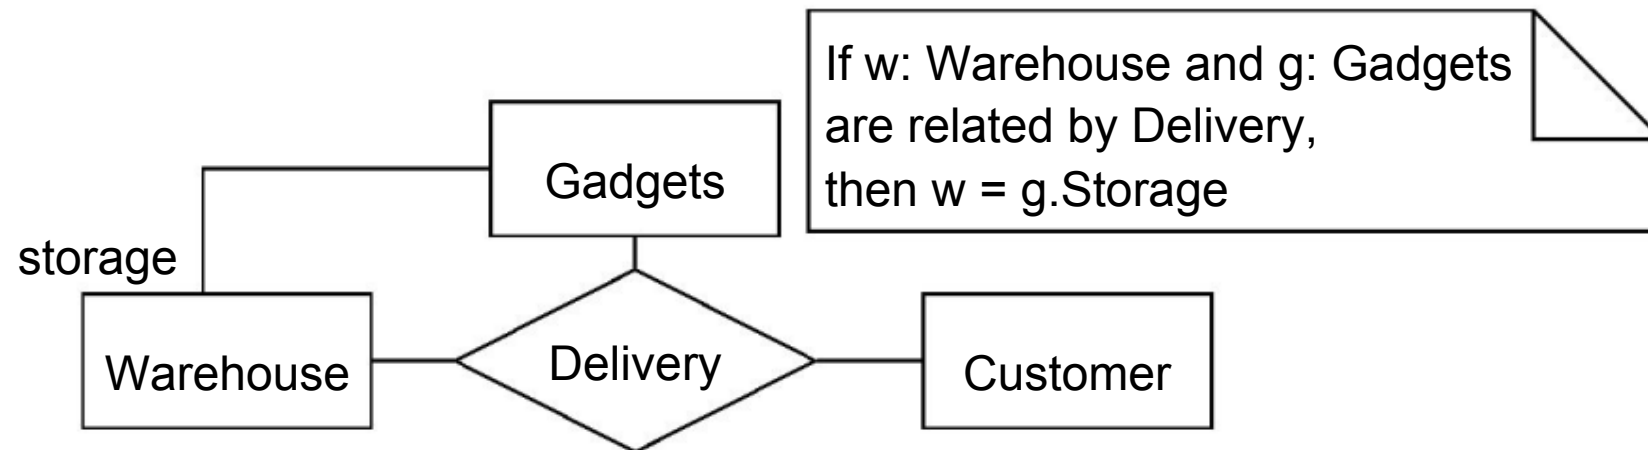 If w: Warehouse and g: Gadgets
are related by Delivery,
then w = g.Storage
Gadgets
storage
Warehouse
Delivery
Customer